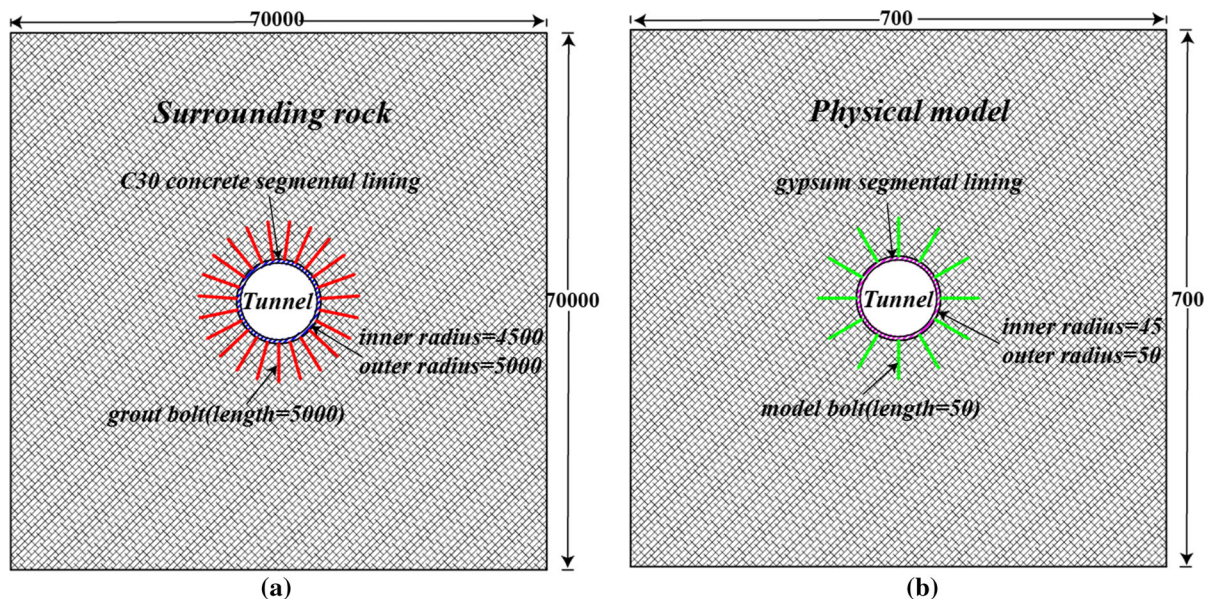 70000
Surrounding rock
C30 concrete segmental lining
Tunnel
70000
inner radius=4500
outer radius=5000
grout bolt(length=5000)
(a)
700
Physical model
gypsum segmental lining
Tunnel
700
inner radius=45
outer radius=50
model bolt(length=50)
(b)